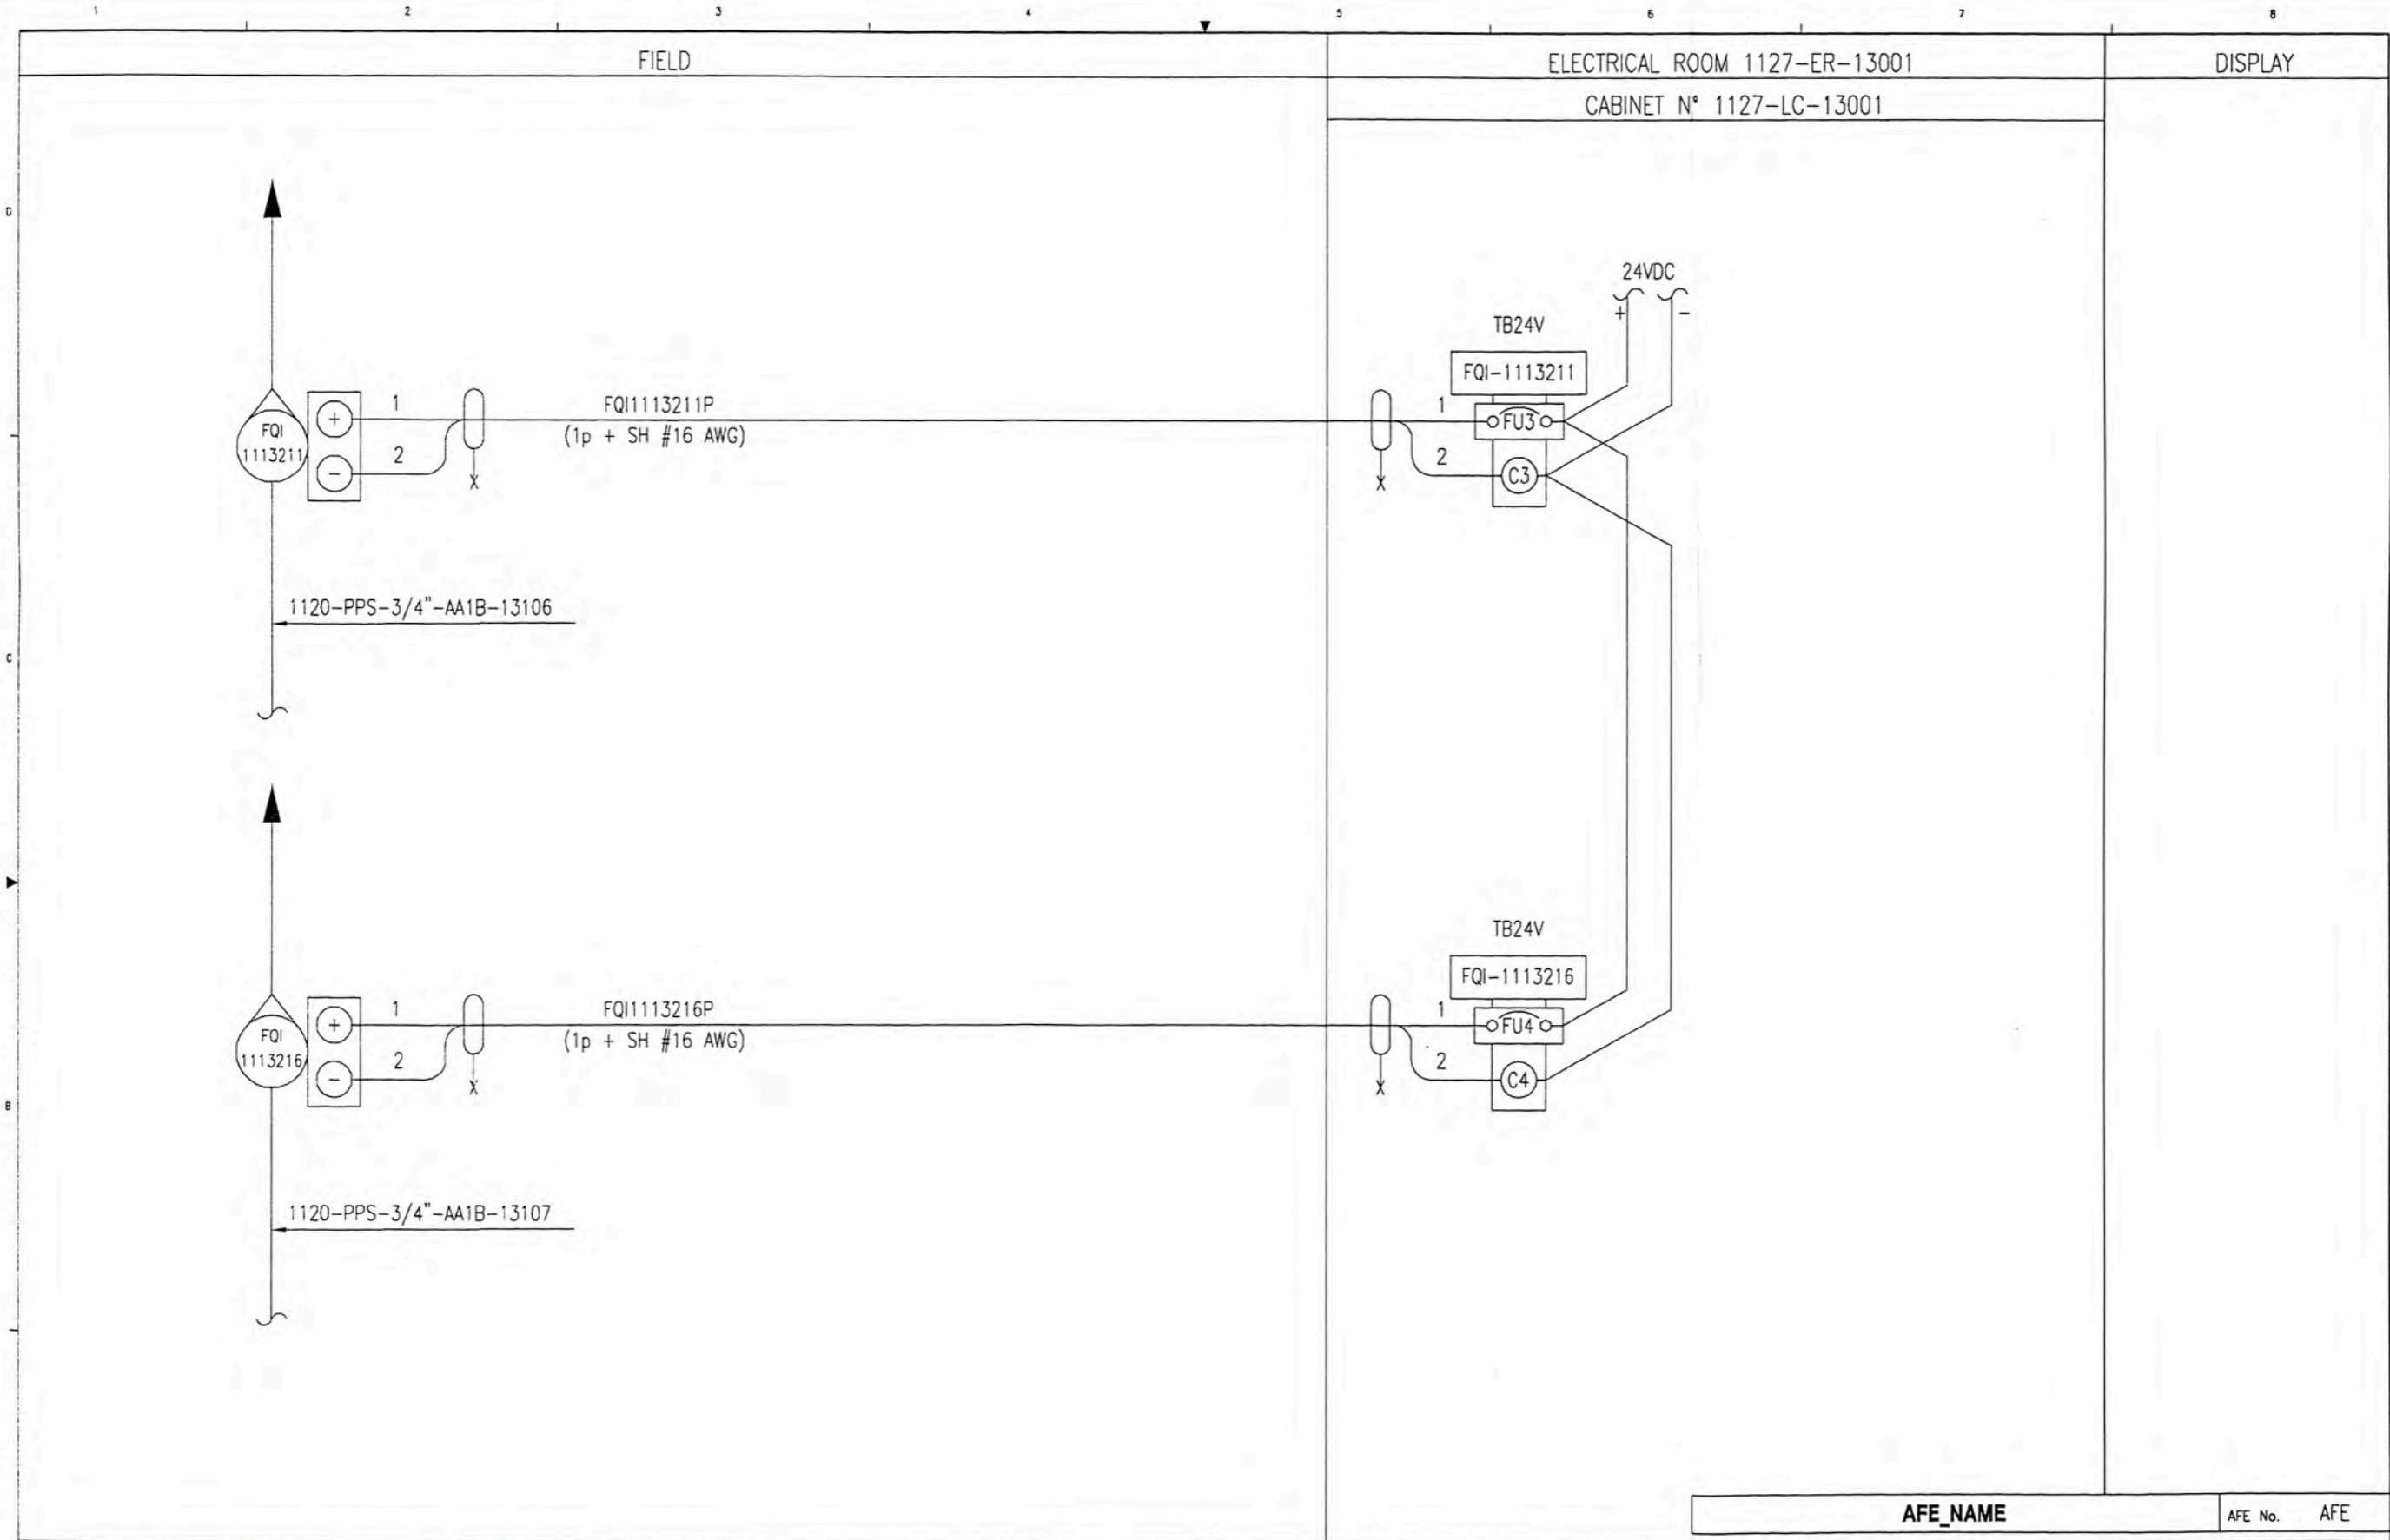 1 2 3 4 5 6 7 8
FIELD
ELECTRICAL ROOM 1127-ER-13001
DISPLAY
CABINET Nº 1127-LC-13001
D
24VDC
+ -
TB24V
FQI-1113211
FQI
1113211
+
-
1
2
X
FQI1113211P
(1p + SH #16 AWG)
X
1
2
FU3
C3
1120-PPS-3/4"-AA1B-13106
C
TB24V
FQI-1113216
FQI
1113216
+
-
1
2
X
FQI1113216P
(1p + SH #16 AWG)
X
1
2
FU4
C4
B
1120-PPS-3/4"-AA1B-13107
AFE_NAME
AFE No. AFE